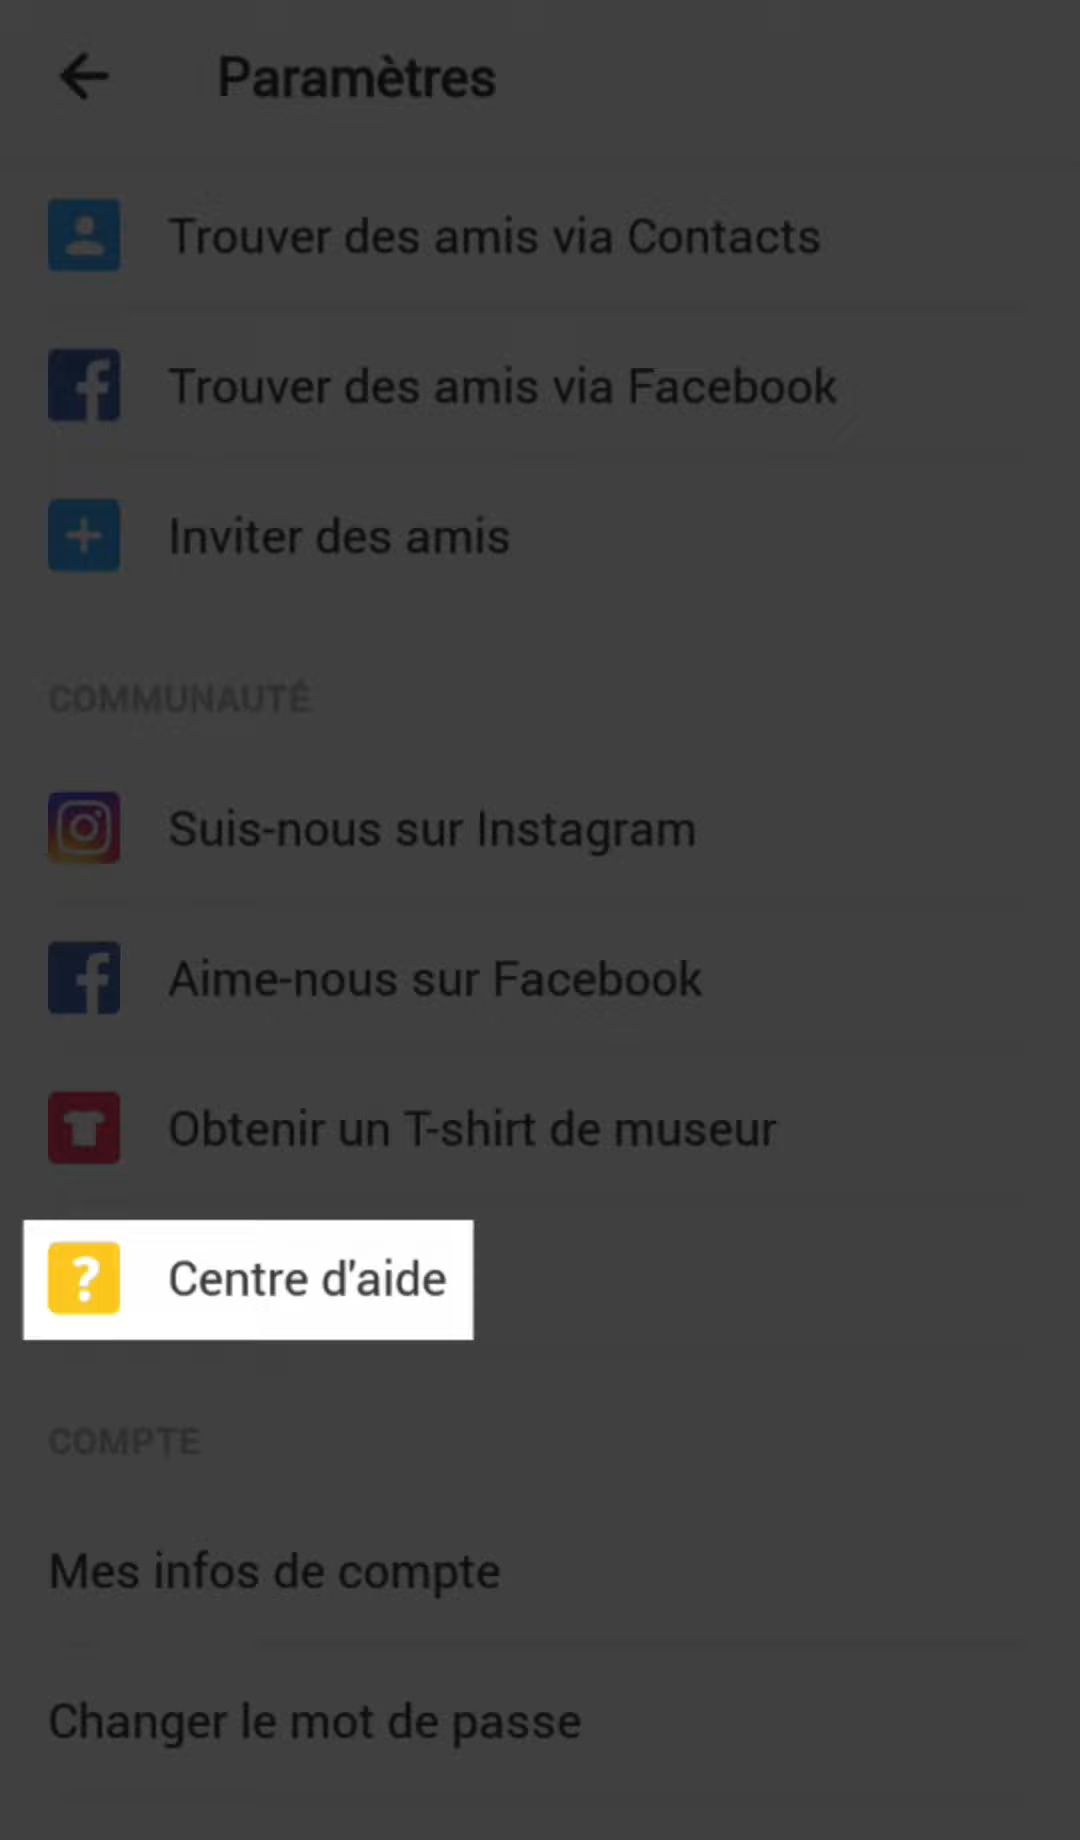 Paramètres
Trouver des amis via Contacts
Trouver des amis via Facebook
Inviter des amis
COMMUNAUTÉ
Suis-nous sur Instagram
Aime-nous sur Facebook
Obtenir un T-shirt de museur
Centre d'aide
COMPTE
Mes infos de compte
Changer le mot de passe